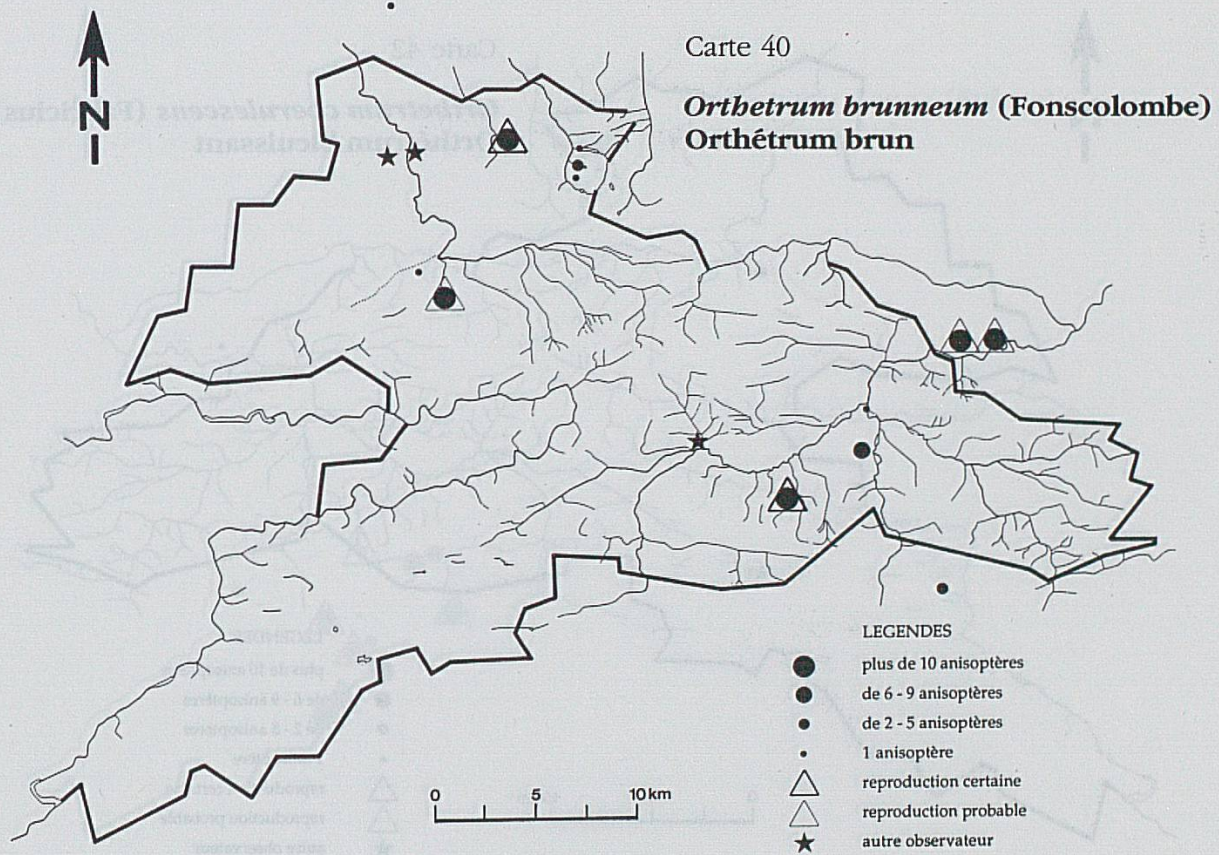 N
Carte 40
Orthetrum brunneum (Fonscolombe)
Orthétrum brun
LEGENDES
plus de 10 anisoptères
de 6 - 9 anisoptères
de 2 - 5 anisoptères
1 anisoptère
reproduction certaine
reproduction probable
autre observateur
0 5 10 km